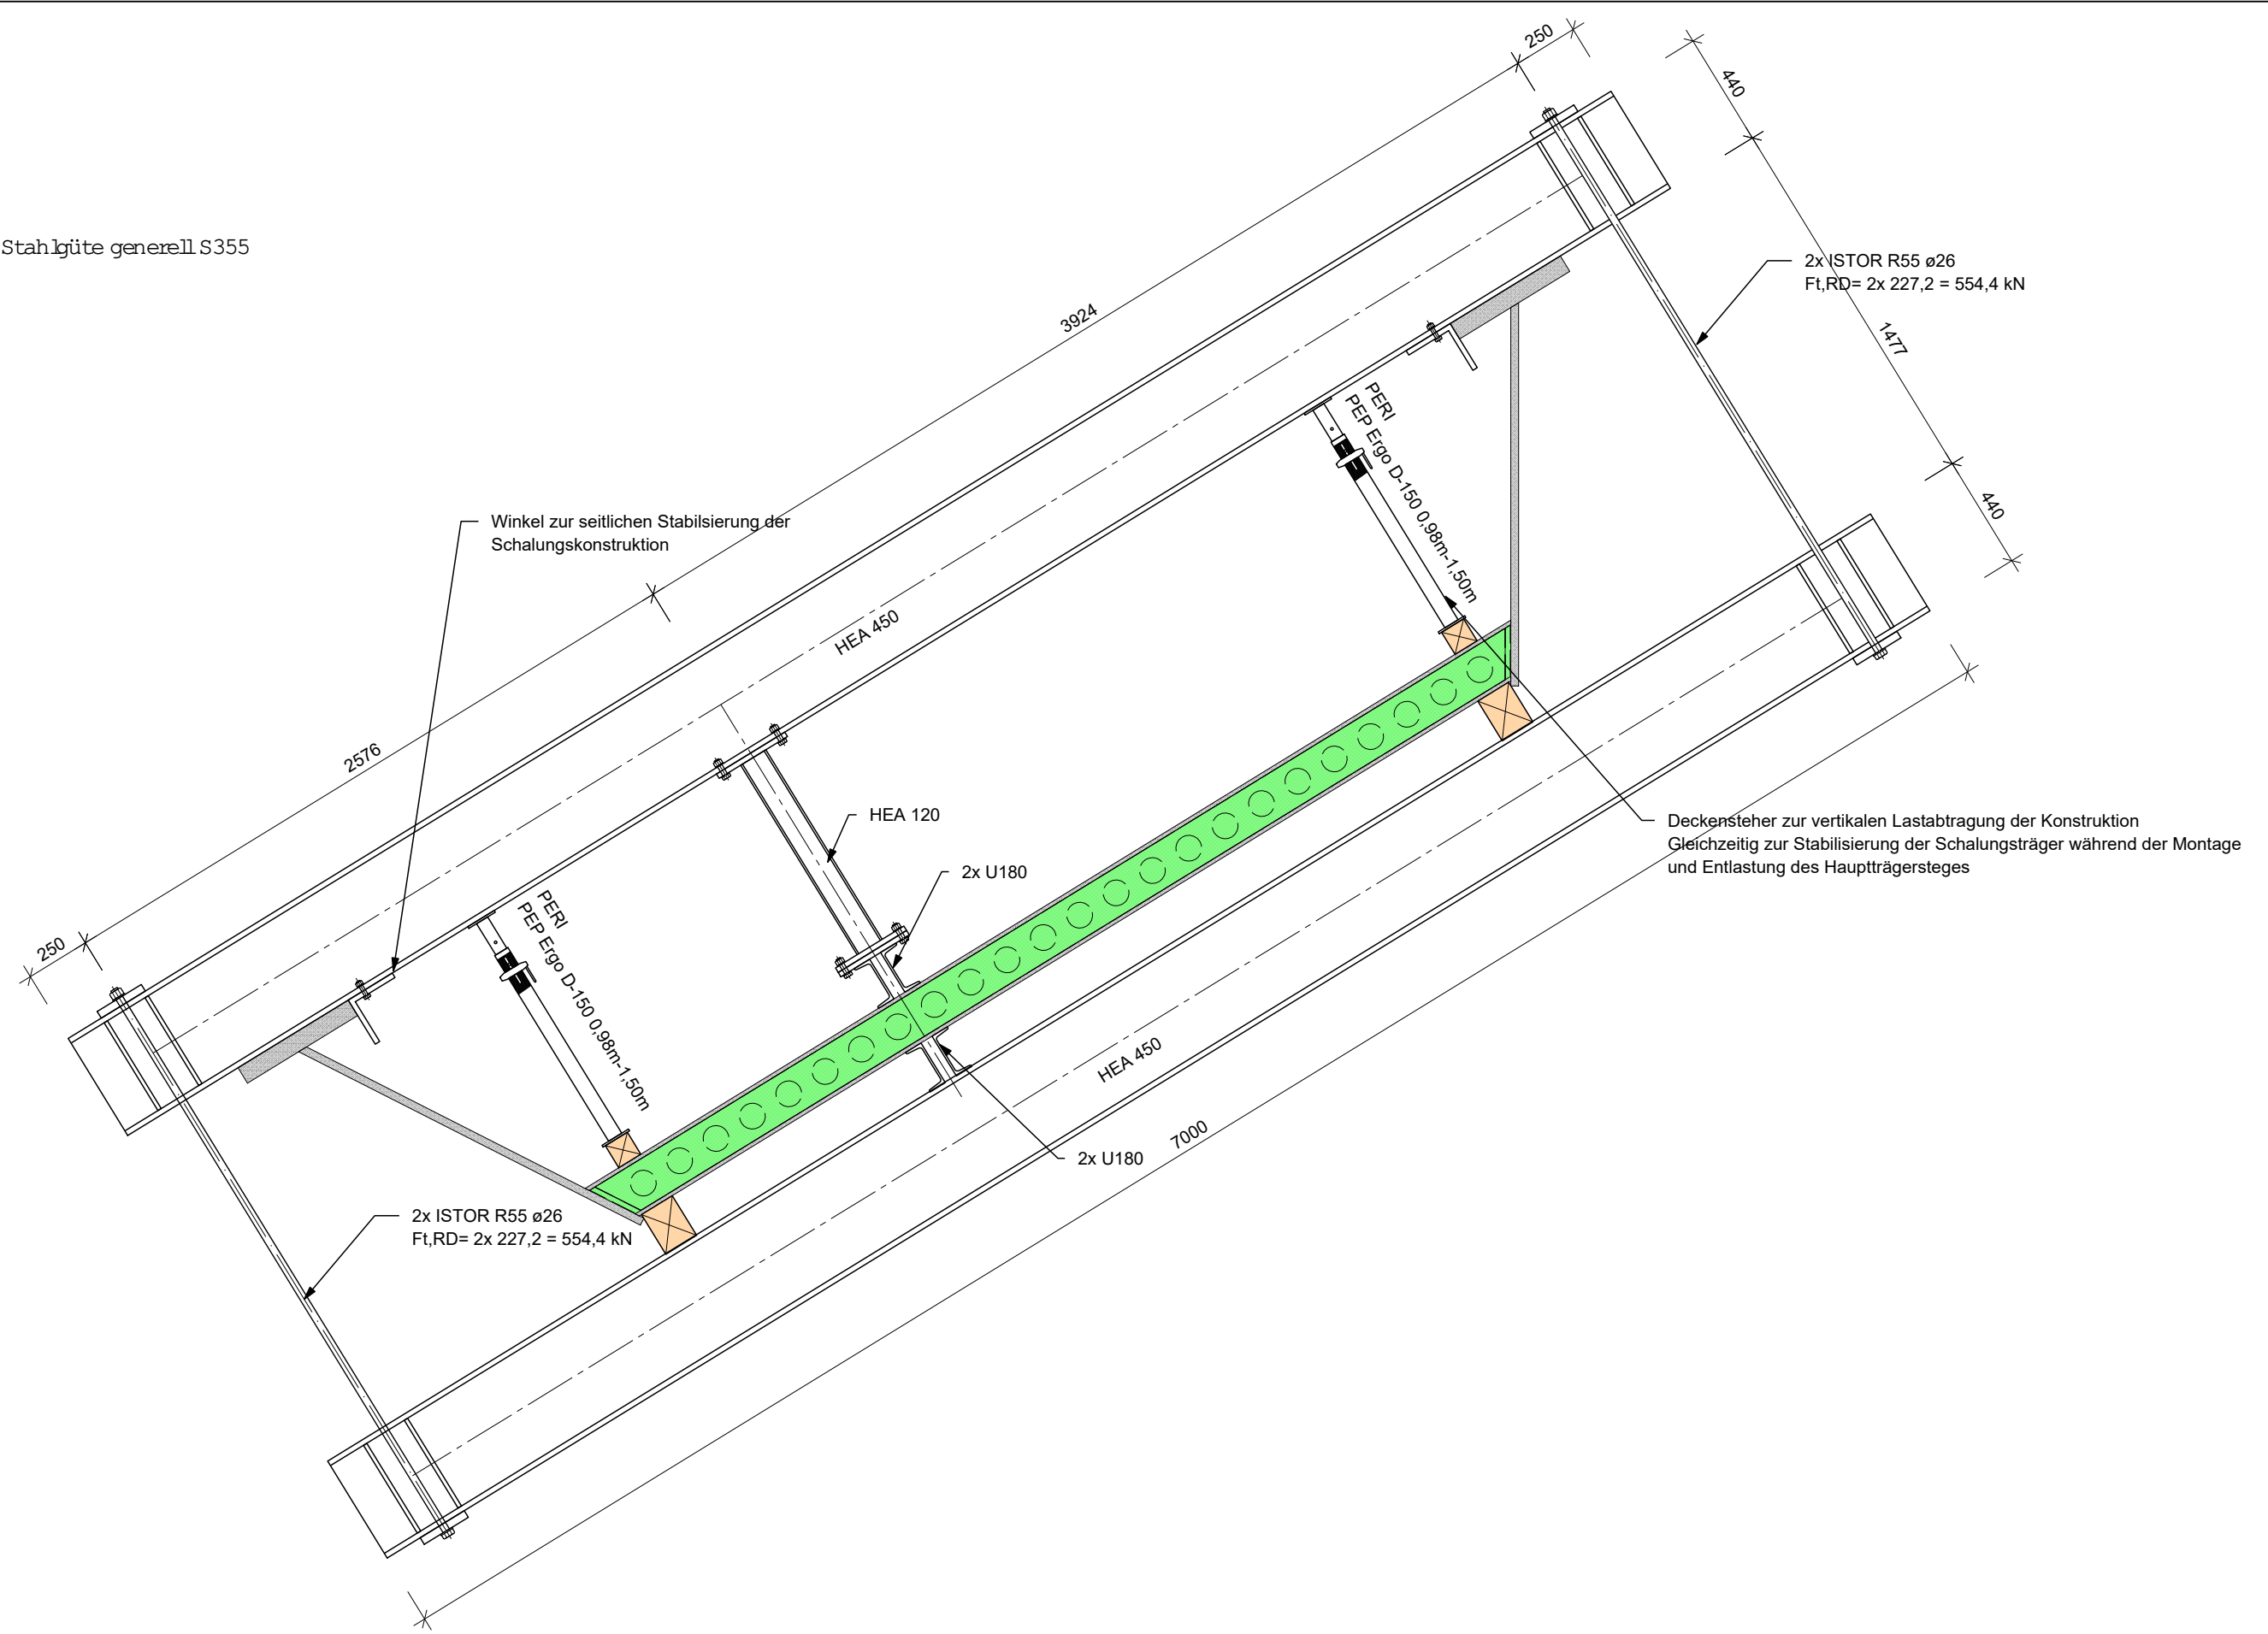 250
440
Stahlgüte generell S355
2x ISTOR R55 ø26
Ft,RD= 2x 227,2 = 554,4 kN
3924
1477
PERI
PEP Ergo D-150 0,98m-1,50m
440
Winkel zur seitlichen Stabilsierung der
Schalungskonstruktion
HEA 450
2576
HEA 120
Deckensteher zur vertikalen Lastabtragung der Konstruktion
Gleichzeitig zur Stabilisierung der Schalungsträger während der Montage
und Entlastung des Hauptträgersteges
2x U180
250
PERI
PEP Ergo D-150 0,98m-1,50m
HEA 450
7000
2x U180
2x ISTOR R55 ø26
Ft,RD= 2x 227,2 = 554,4 kN